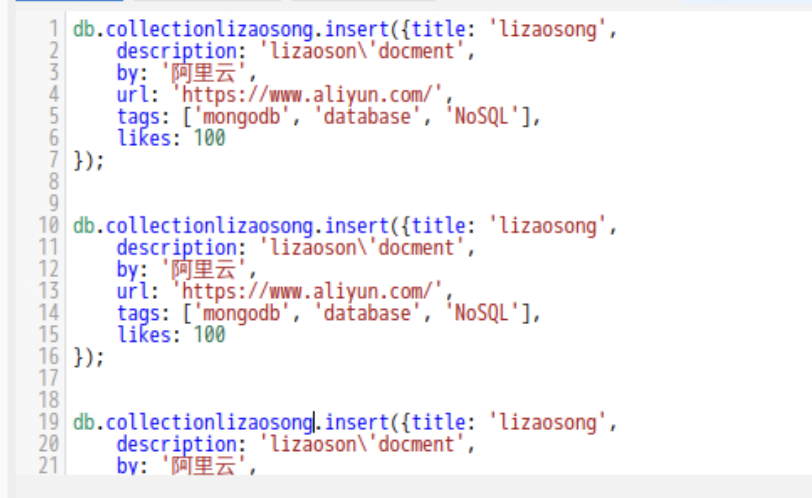 1 db.collectionlizaosong.insert({title: 'lizaosong',
2 description: 'lizaoson\'docment',
3 by: '阿里云',
4 url: 'https://www.aliyun.com/',
5 tags: ['mongodb', 'database', 'NoSQL'],
6 likes: 100
7 });
8
9
10 db.collectionlizaosong.insert({title: 'lizaosong',
11 description: 'lizaoson\'docment',
12 by: '阿里云',
13 url: 'https://www.aliyun.com/',
14 tags: ['mongodb', 'database', 'NoSQL'],
15 likes: 100
16 });
17
18
19 db.collectionlizaosong.insert({title: 'lizaosong',
20 description: 'lizaoson\'docment',
21 by: '阿里云',